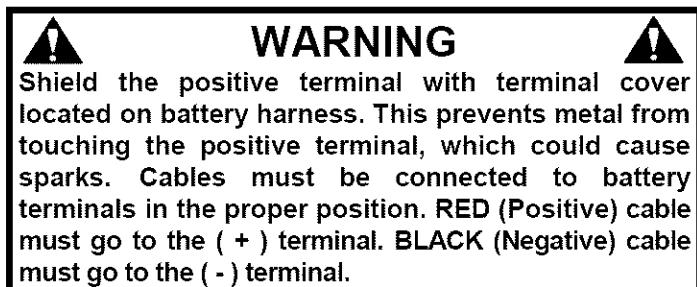 WARNING
Shield the positive terminal with terminal cover
located on battery harness. This prevents metal from
touching the positive terminal, which could cause
sparks. Cables must be connected to battery
terminals in the proper position. RED (Positive) cable
must go to the ( + ) terminal. BLACK (Negative) cable
must go to the ( - ) terminal.